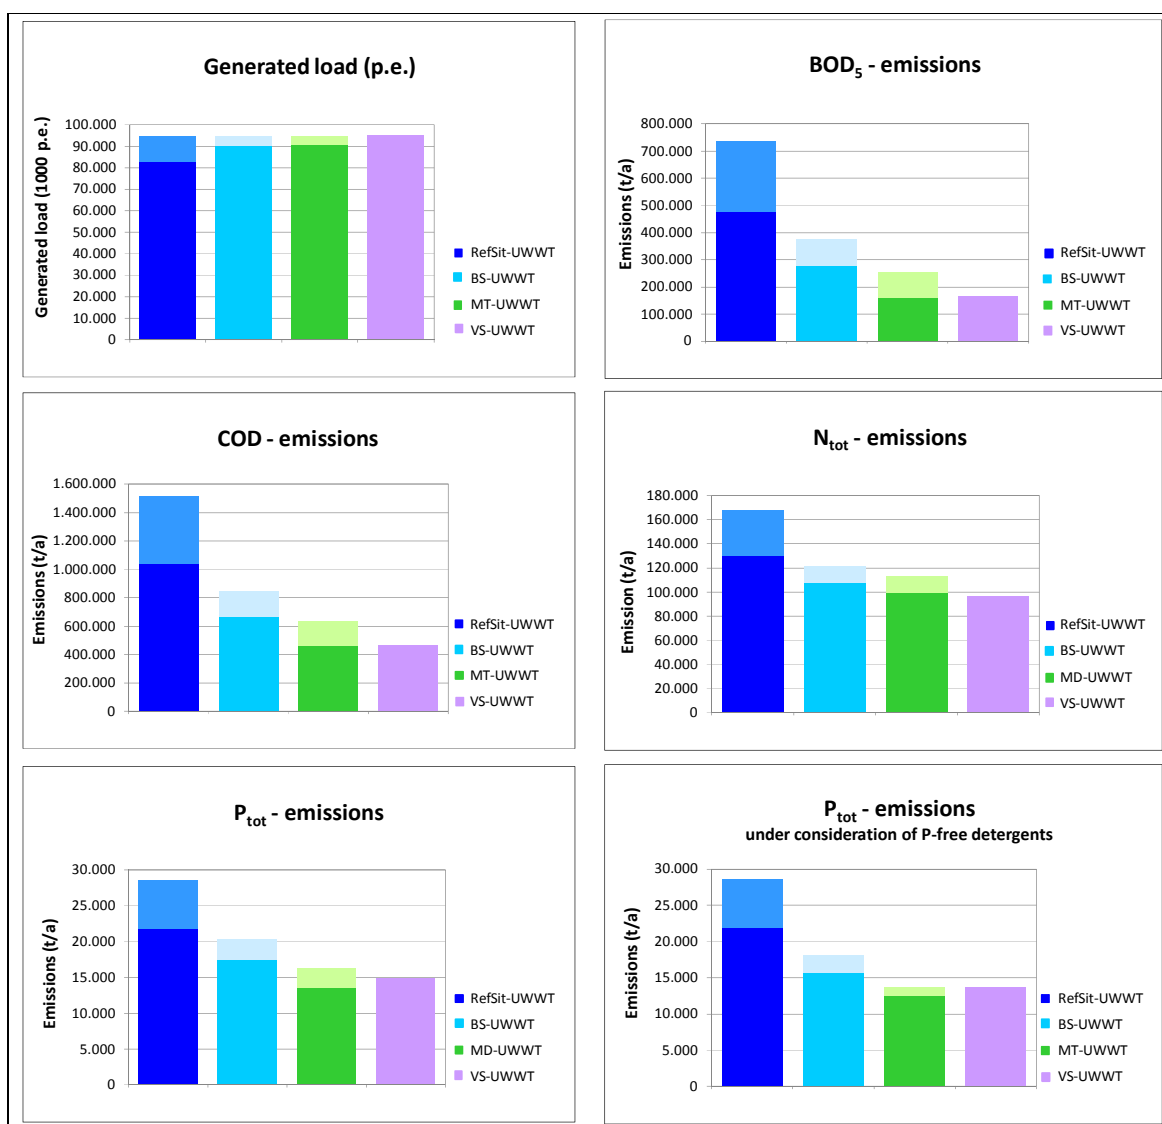 Generated load (p.e.)
Generated load (1000 p.e.)
100.000
90.000
80.000
70.000
60.000
50.000
40.000
30.000
20.000
10.000
0
RefSit-UWWT
BS-UWWT
MT-UWWT
VS-UWWT
BOD5 - emissions
Emissions (t/a)
800.000
700.000
600.000
500.000
400.000
300.000
200.000
100.000
0
RefSit-UWWT
BS-UWWT
MT-UWWT
VS-UWWT
COD - emissions
Emissions (t/a)
1.600.000
1.400.000
1.200.000
1.000.000
800.000
600.000
400.000
200.000
0
RefSit-UWWT
BS-UWWT
MT-UWWT
VS-UWWT
Ntot - emissions
Emission (t/a)
180.000
160.000
140.000
120.000
100.000
80.000
60.000
40.000
20.000
0
RefSit-UWWT
BS-UWWT
MD-UWWT
VS-UWWT
Ptot - emissions
Emissions (t/a)
30.000
25.000
20.000
15.000
10.000
5.000
0
RefSit-UWWT
BS-UWWT
MD-UWWT
VS-UWWT
Ptot - emissions
under consideration of P-free detergents
Emissions (t/a)
30.000
25.000
20.000
15.000
10.000
5.000
0
RefSit-UWWT
BS-UWWT
MT-UWWT
VS-UWWT